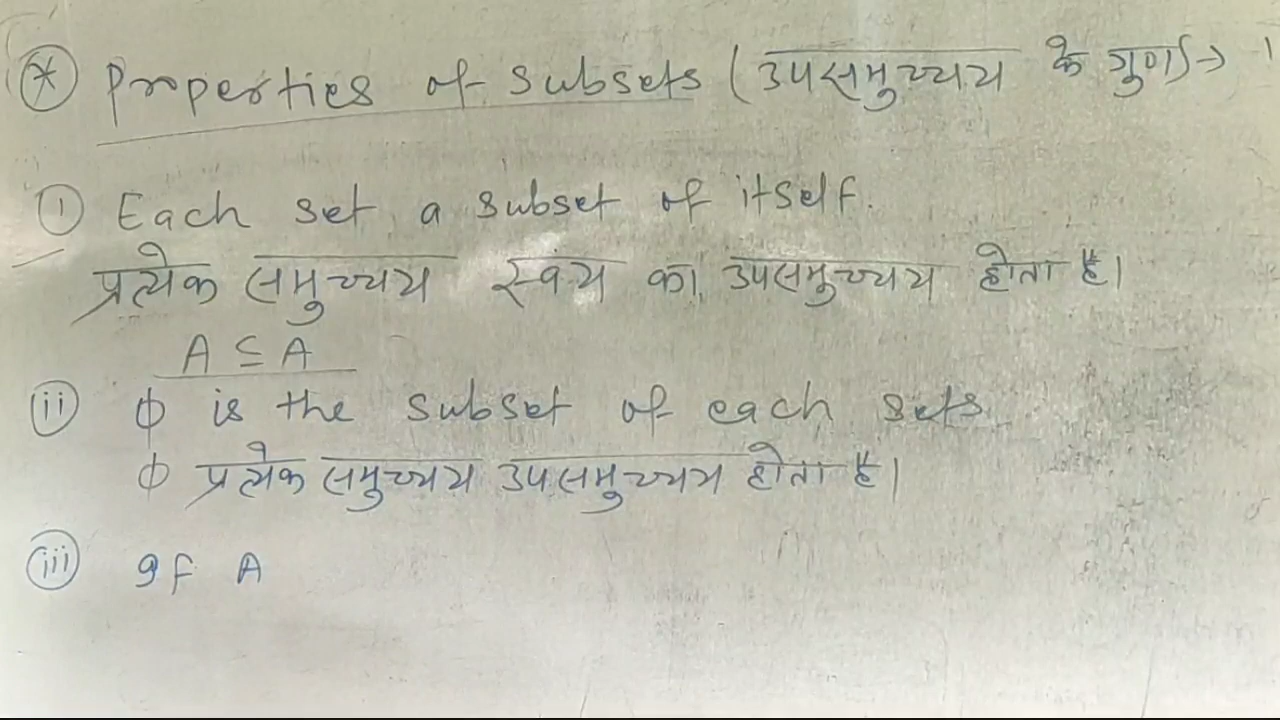 * Properties of subsets (उपसमुच्चय के गुण) →
(i) Each set a subset of itself.
प्रत्येक समुच्चय स्वयं का उपसमुच्चय होता है।
A ⊆ A
(ii) ϕ is the subset of each sets
ϕ प्रत्येक समुच्चय उपसमुच्चय होता है।
(iii) If A